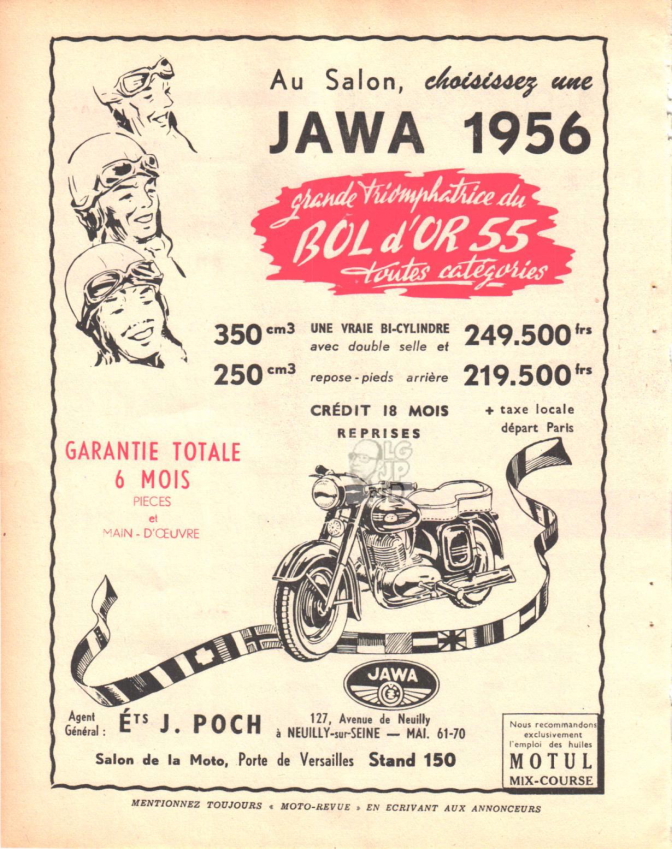 Au Salon, choisissez une
JAWA 1956
grande triomphatrice du
BOL d'OR 55
toutes catégories
350 cm3 UNE VRAIE BI-CYLINDRE 249.500 frs
avec double selle et
250 cm3 repose-pieds arrière 219.500 frs
CRÉDIT 18 MOIS + taxe locale
REPRISES départ Paris
GARANTIE TOTALE
6 MOIS
PIECES
et
MAIN-D'ŒUVRE
LG
JP
JAWA
Agent
Général : Éts J. POCH
127, Avenue de Neuilly
à NEUILLY-sur-SEINE — MAI. 61-70
Salon de la Moto, Porte de Versailles Stand 150
Nous recommandons
exclusivement
l'emploi des huiles
MOTUL
MIX-COURSE
MENTIONNEZ TOUJOURS « MOTO-REVUE » EN ECRIVANT AUX ANNONCEURS